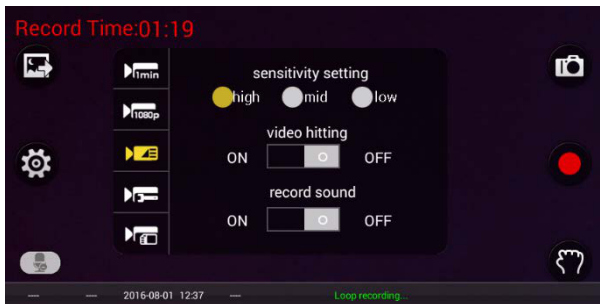 Record Time:01:19
1min
sensitivity setting
high mid low
1080p
video hitting
ON OFF
record sound
ON OFF
2016-08-01 12:37
Loop recording...